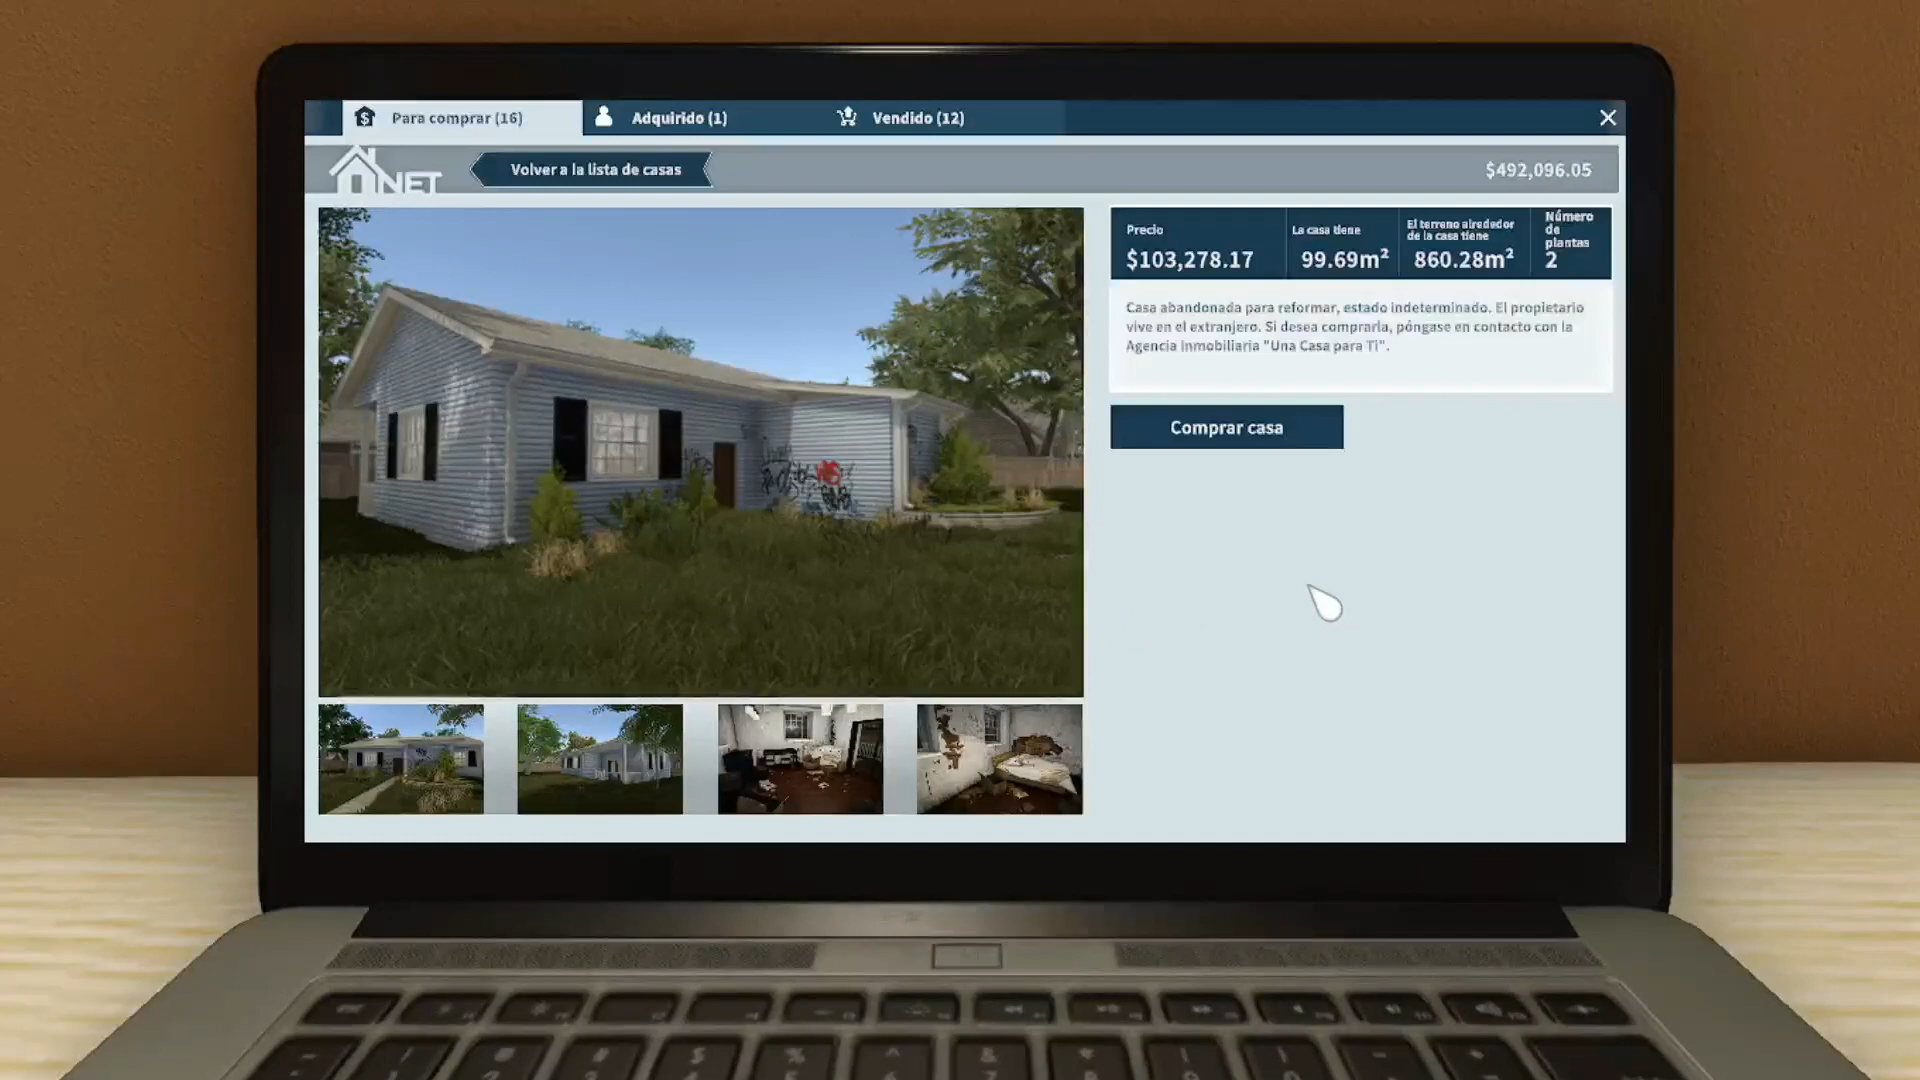 Para comprar (16)
Adquirido (1)
Vendido (12)
NET
Volver a la lista de casas
$492,096.05
Precio
$103,278.17
La casa tiene
99.69m²
El terreno alrededor
de la casa tiene
860.28m²
Número
de
plantas
2
Casa abandonada para reformar, estado indeterminado. El propietario
vive en el extranjero. Si desea comprarla, póngase en contacto con la
Agencia Inmobiliaria "Una Casa para Ti".
Comprar casa